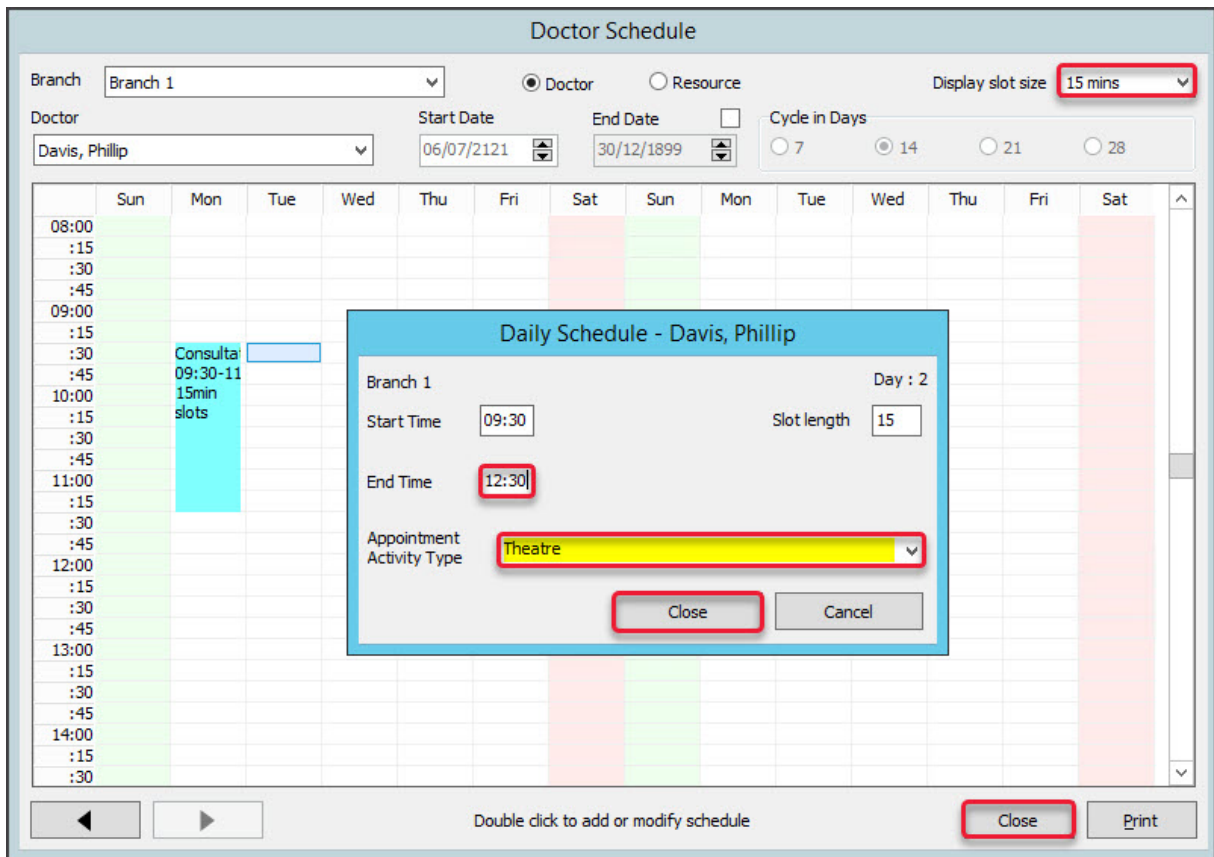 Doctor Schedule
Branch Branch 1 Doctor Resource Display slot size 15 mins
Doctor Start Date End Date Cycle in Days
Davis, Phillip 06/07/2121 30/12/1899 7 14 21 28
Sun Mon Tue Wed Thu Fri Sat Sun Mon Tue Wed Thu Fri Sat
08:00
:15
:30
:45
09:00
:15
:30 Consultat
:45 09:30-11
10:00 15min
:15 slots
:30
:45
11:00
:15
:30
:45
12:00
:15
:30
:45
13:00
:15
:30
:45
14:00
:15
:30
Daily Schedule - Davis, Phillip
Branch 1 Day : 2
Start Time 09:30 Slot length 15
End Time 12:30
Appointment
Activity Type Theatre
Close Cancel
Double click to add or modify schedule Close Print